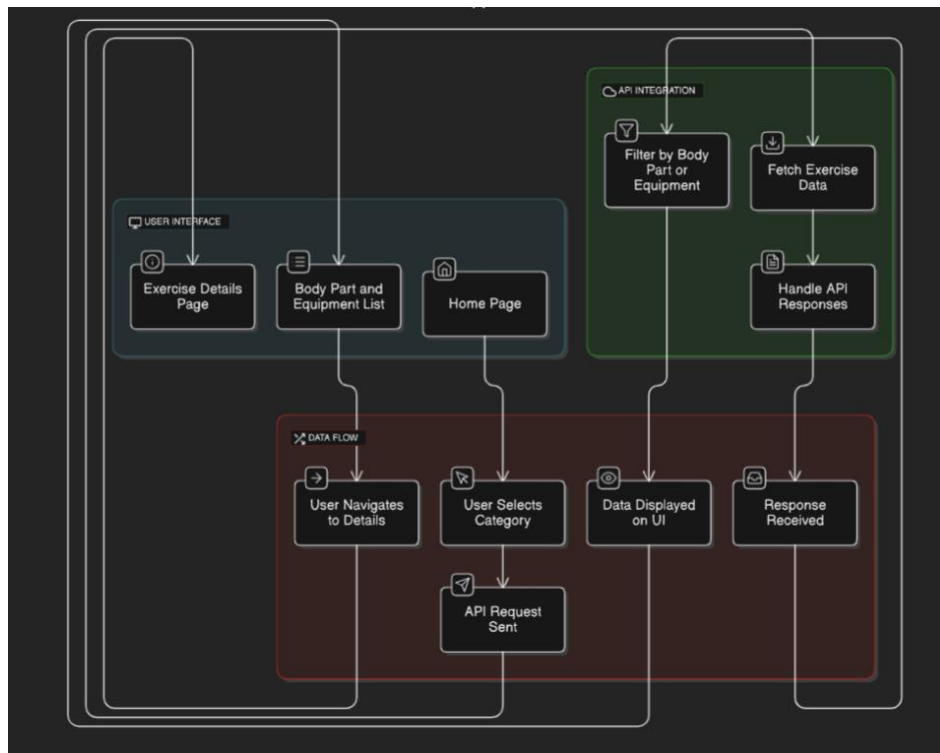 API INTEGRATION
Filter by Body
Part or
Equipment
Fetch Exercise
Data
USER INTERFACE
Exercise Details
Page
Body Part and
Equipment List
Home Page
Handle API
Responses
DATA FLOW
User Navigates
to Details
User Selects
Category
Data Displayed
on UI
Response
Received
API Request
Sent